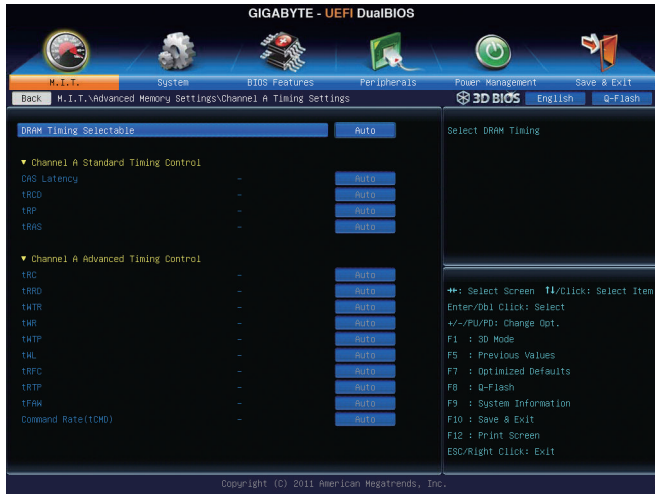 GIGABYTE - UEFI DualBIOS
M.I.T. System BIOS Features Peripherals Power Management Save & Exit
Back M.I.T.\Advanced Memory Settings\Channel A Timing Settings 3D BIOS English Q-Flash
DRAM Timing Selectable Auto
Select DRAM Timing
▼ Channel A Standard Timing Control
CAS Latency - Auto
tRCD - Auto
tRP - Auto
tRAS - Auto
▼ Channel A Advanced Timing Control
tRC - Auto
tRRD - Auto
tWTR - Auto
tWR - Auto
tWTP - Auto
tWL - Auto
tRFC - Auto
tRTP - Auto
tFAW - Auto
Command Rate(tCMD) - Auto
→←: Select Screen ↑↓/Click: Select Item
Enter/Dbl Click: Select
+/-/PU/PD: Change Opt.
F1 : 3D Mode
F5 : Previous Values
F7 : Optimized Defaults
F8 : Q-Flash
F9 : System Information
F10 : Save & Exit
F12 : Print Screen
ESC/Right Click: Exit
Copyright (C) 2011 American Megatrends, Inc.